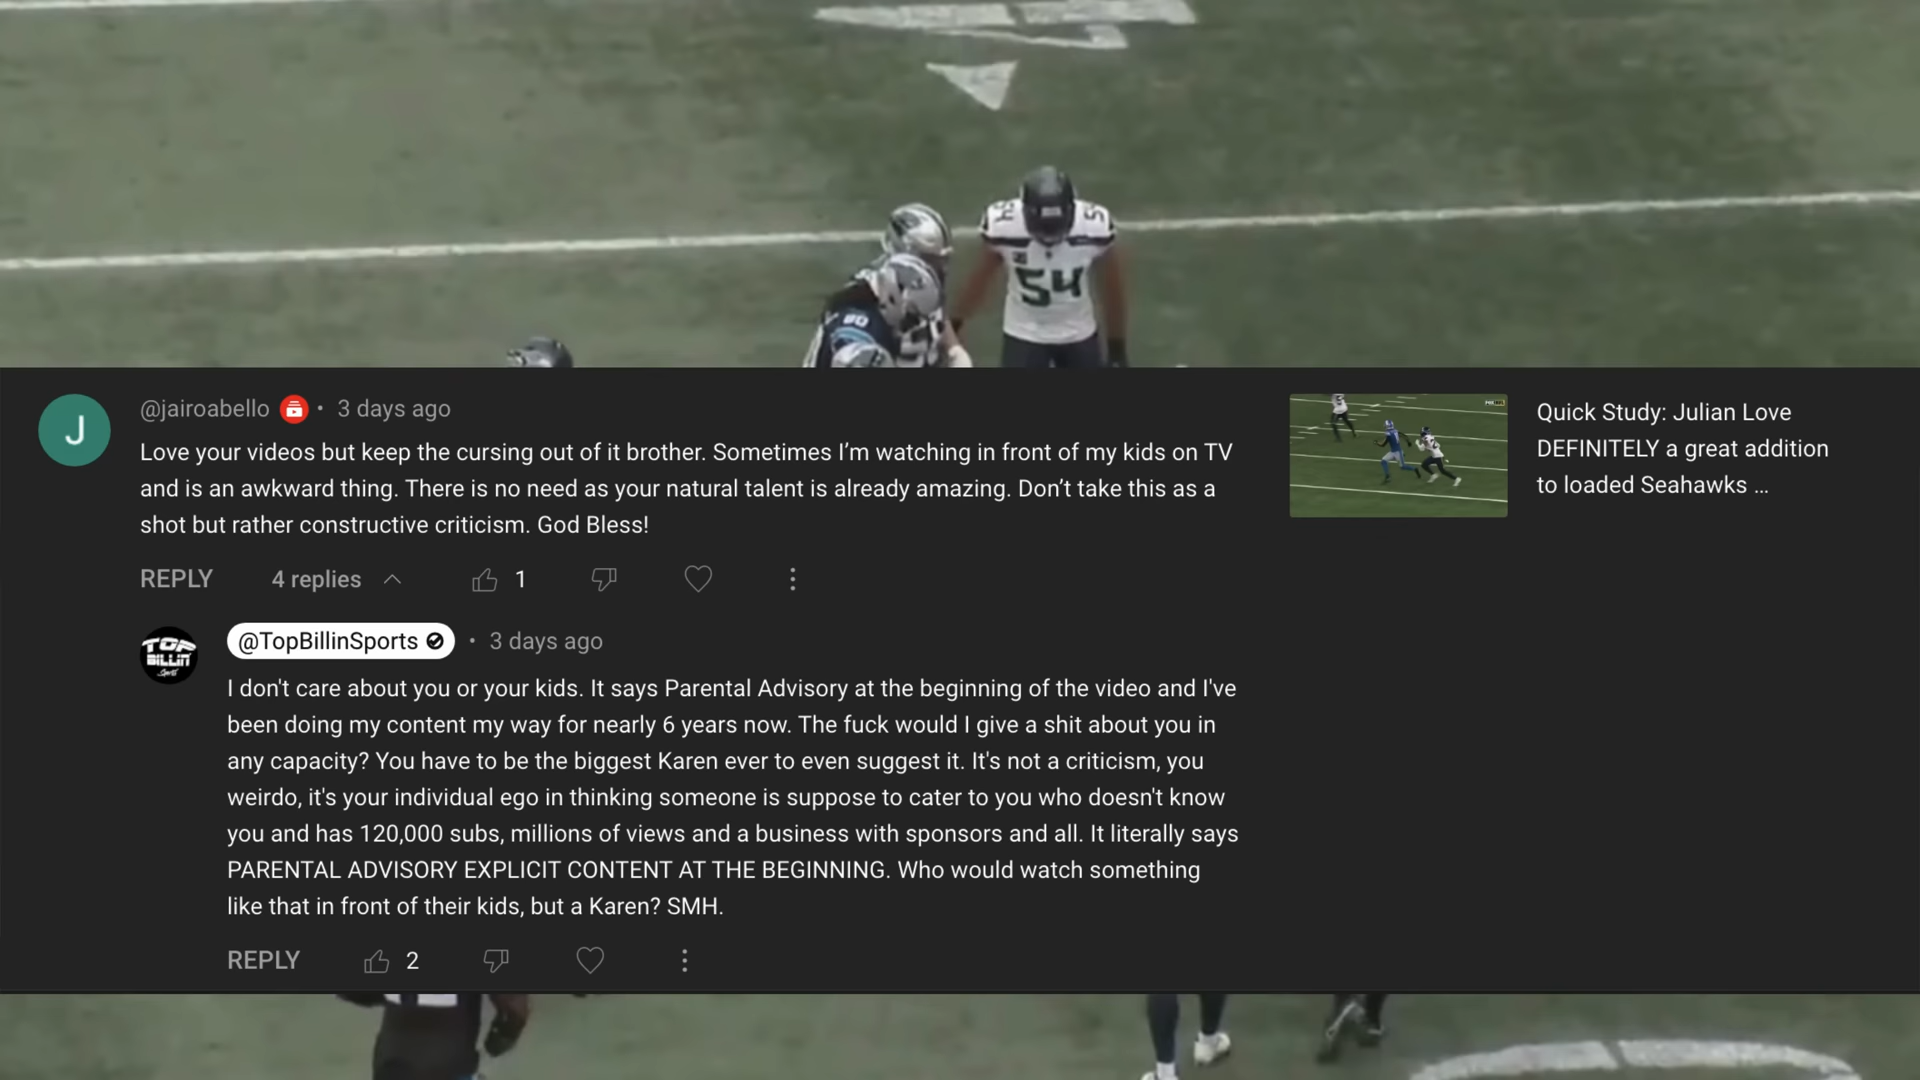 54 54
54
90
@jairoabello • 3 days ago
Love your videos but keep the cursing out of it brother. Sometimes I’m watching in front of my kids on TV
and is an awkward thing. There is no need as your natural talent is already amazing. Don’t take this as a
shot but rather constructive criticism. God Bless!
REPLY 4 replies 1
Quick Study: Julian Love
DEFINITELY a great addition
to loaded Seahawks ...
TOP
BILLIN'
Sports
@TopBillinSports • 3 days ago
I don't care about you or your kids. It says Parental Advisory at the beginning of the video and I've
been doing my content my way for nearly 6 years now. The fuck would I give a shit about you in
any capacity? You have to be the biggest Karen ever to even suggest it. It's not a criticism, you
weirdo, it's your individual ego in thinking someone is suppose to cater to you who doesn't know
you and has 120,000 subs, millions of views and a business with sponsors and all. It literally says
PARENTAL ADVISORY EXPLICIT CONTENT AT THE BEGINNING. Who would watch something
like that in front of their kids, but a Karen? SMH.
REPLY 2